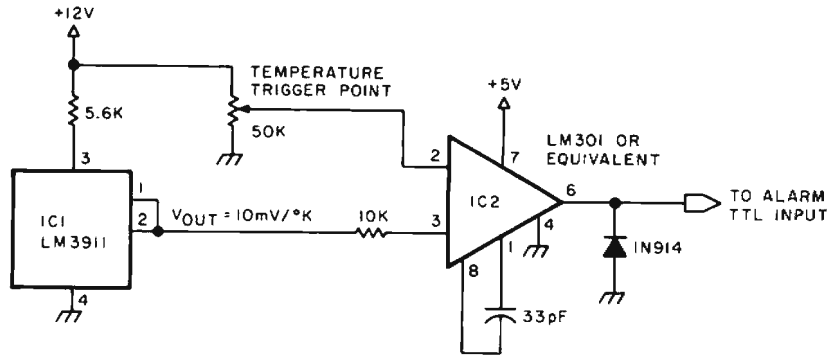 +12V
5.6K
TEMPERATURE
TRIGGER POINT
50K
+5V
LM301 OR
EQUIVALENT
3
2
7
6
TO ALARM
TTL INPUT
1
IC1
LM3911
2
VOUT = 10mV/°K
10K
3
IC2
1
4
8
1N914
4
33pF